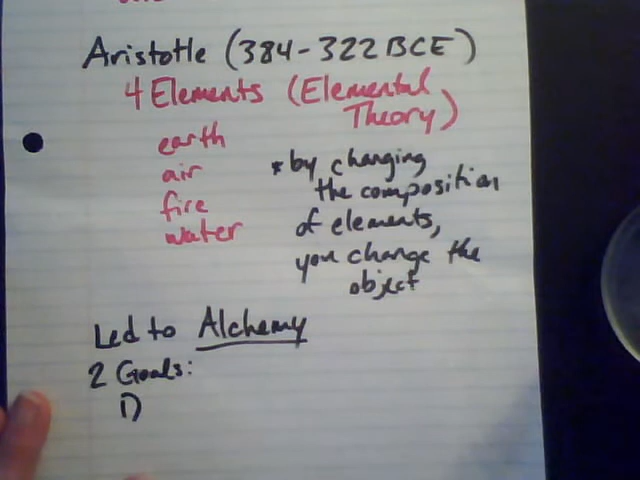 Aristotle (384-322 BCE)
4 Elements (Elemental
Theory)
earth
air
fire
water
* by changing
the composition
of elements,
you change the
object
Led to Alchemy
2 Goals:
1)